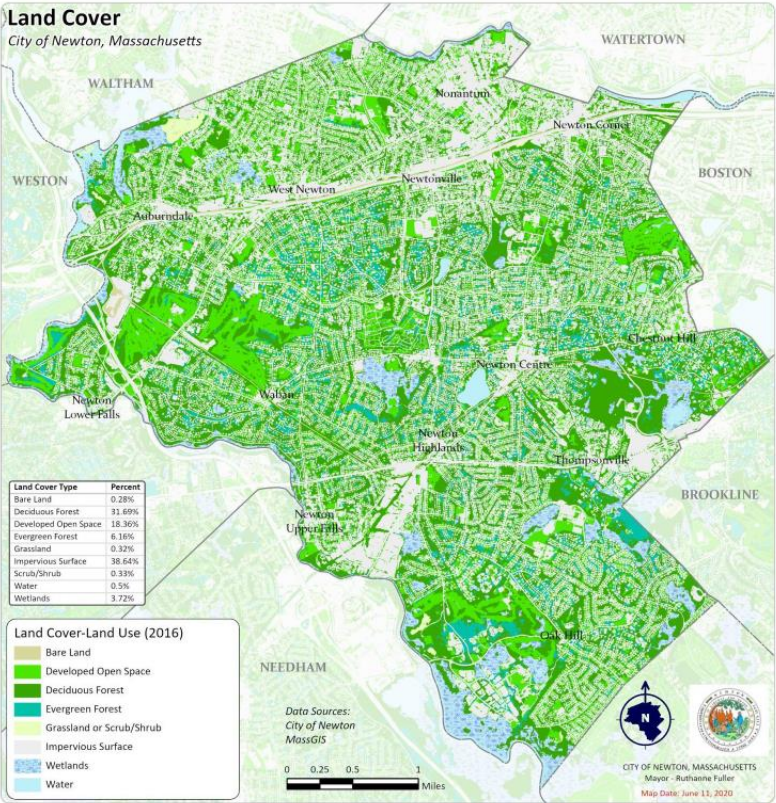 Land Cover
City of Newton, Massachusetts
WATERTOWN
WALTHAM
Nonantum
Newton Corner
WESTON
BOSTON
West Newton
Newtonville
Auburndale
Chestnut Hill
Newton Centre
Waban
Newton
Lower Falls
Newton
Highlands
Thompsonville
BROOKLINE
Newton
Upper Falls
Oak Hill
NEEDHAM
Land Cover Type Percent
Bare Land 0.28%
Deciduous Forest 31.69%
Developed Open Space 18.36%
Evergreen Forest 6.16%
Grassland 0.32%
Impervious Surface 38.64%
Scrub/Shrub 0.33%
Water 0.5%
Wetlands 3.72%
Land Cover-Land Use (2016)
Bare Land
Developed Open Space
Deciduous Forest
Evergreen Forest
Grassland or Scrub/Shrub
Impervious Surface
Wetlands
Water
Data Sources:
City of Newton
MassGIS
0 0.25 0.5 1
Miles
N
CITY OF NEWTON, MASSACHUSETTS
Mayor - Ruthanne Fuller
Map Date: June 11, 2020